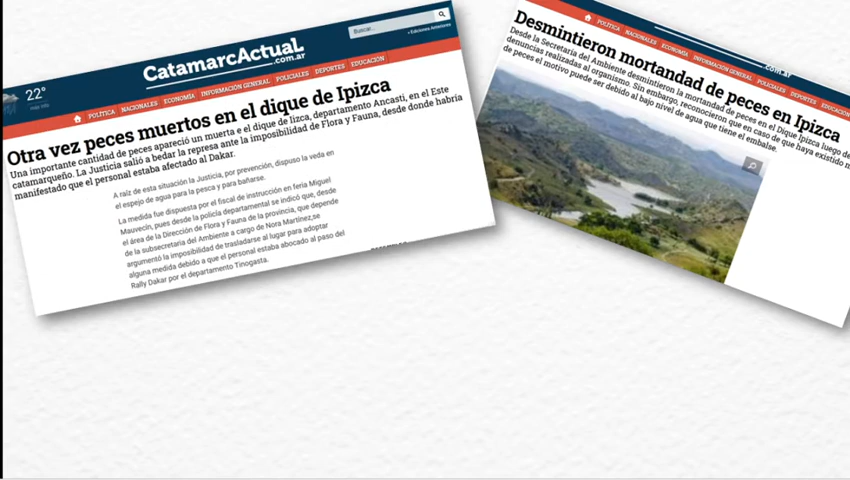 CatamarcActual
.com.ar
Buscar...
• Ediciones Anteriores
22°
POLÍTICA NACIONALES ECONOMÍA INFORMACIÓN GENERAL POLICIALES DEPORTES EDUCACIÓN
Otra vez peces muertos en el dique de Ipizca
Una importante cantidad de peces apareció un muerta e el dique de Iizca, departamento Ancasti, en el Este
catamarqueño. La Justicia salió a bedar la represa ante la imposibilidad de Flora y Fauna, desde donde habría
manifestado que el personal estaba afectado al Dakar.
A raíz de esta situación la Justicia, por prevención, dispuso la veda en
el espejo de agua para la pesca y para bañarse.
La medida fue dispuesta por el fiscal de instrucción en feria Miguel
Mauvecin, pues desde la policía departamental se indicó que, desde
el área de la Dirección de Flora y Fauna de la provincia, que depende
de la subsecretaria del Ambiente a cargo de Nora Martínez,se
argumentó la imposibilidad de trasladarse al lugar para adoptar
alguna medida debido a que el personal estaba abocado al paso del
Rally Dakar por el departamento Tinogasta.
.com.ar
POLÍTICA NACIONALES ECONOMÍA INFORMACIÓN GENERAL POLICIALES DEPORTES EDUCACIÓN
Desmintieron mortandad de peces en Ipizca
Desde la Secretaría del Ambiente desmintieron la mortandad de peces en el Dique Ipizca luego de
denuncias realizadas al organismo. Sin embargo, reconocieron que en caso de que haya existido
de peces el motivo puede ser debido al bajo nivel de agua que tiene el embalse.